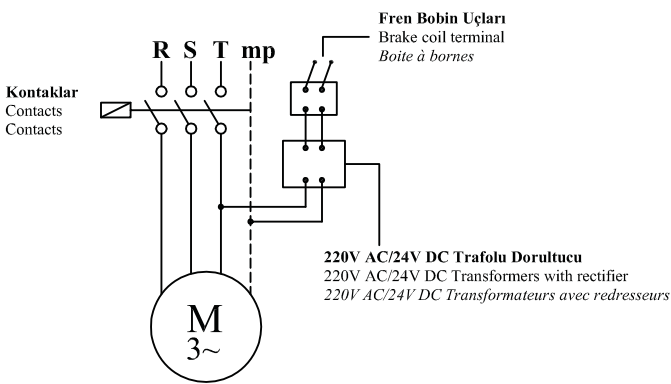 Fren Bobin Uçları
Brake coil terminal
Boite à bornes
R S T mp
Kontaklar
Contacts
Contacts
220V AC/24V DC Trafolu Dorultucu
220V AC/24V DC Transformers with rectifier
220V AC/24V DC Transformateurs avec redresseurs
M
3~